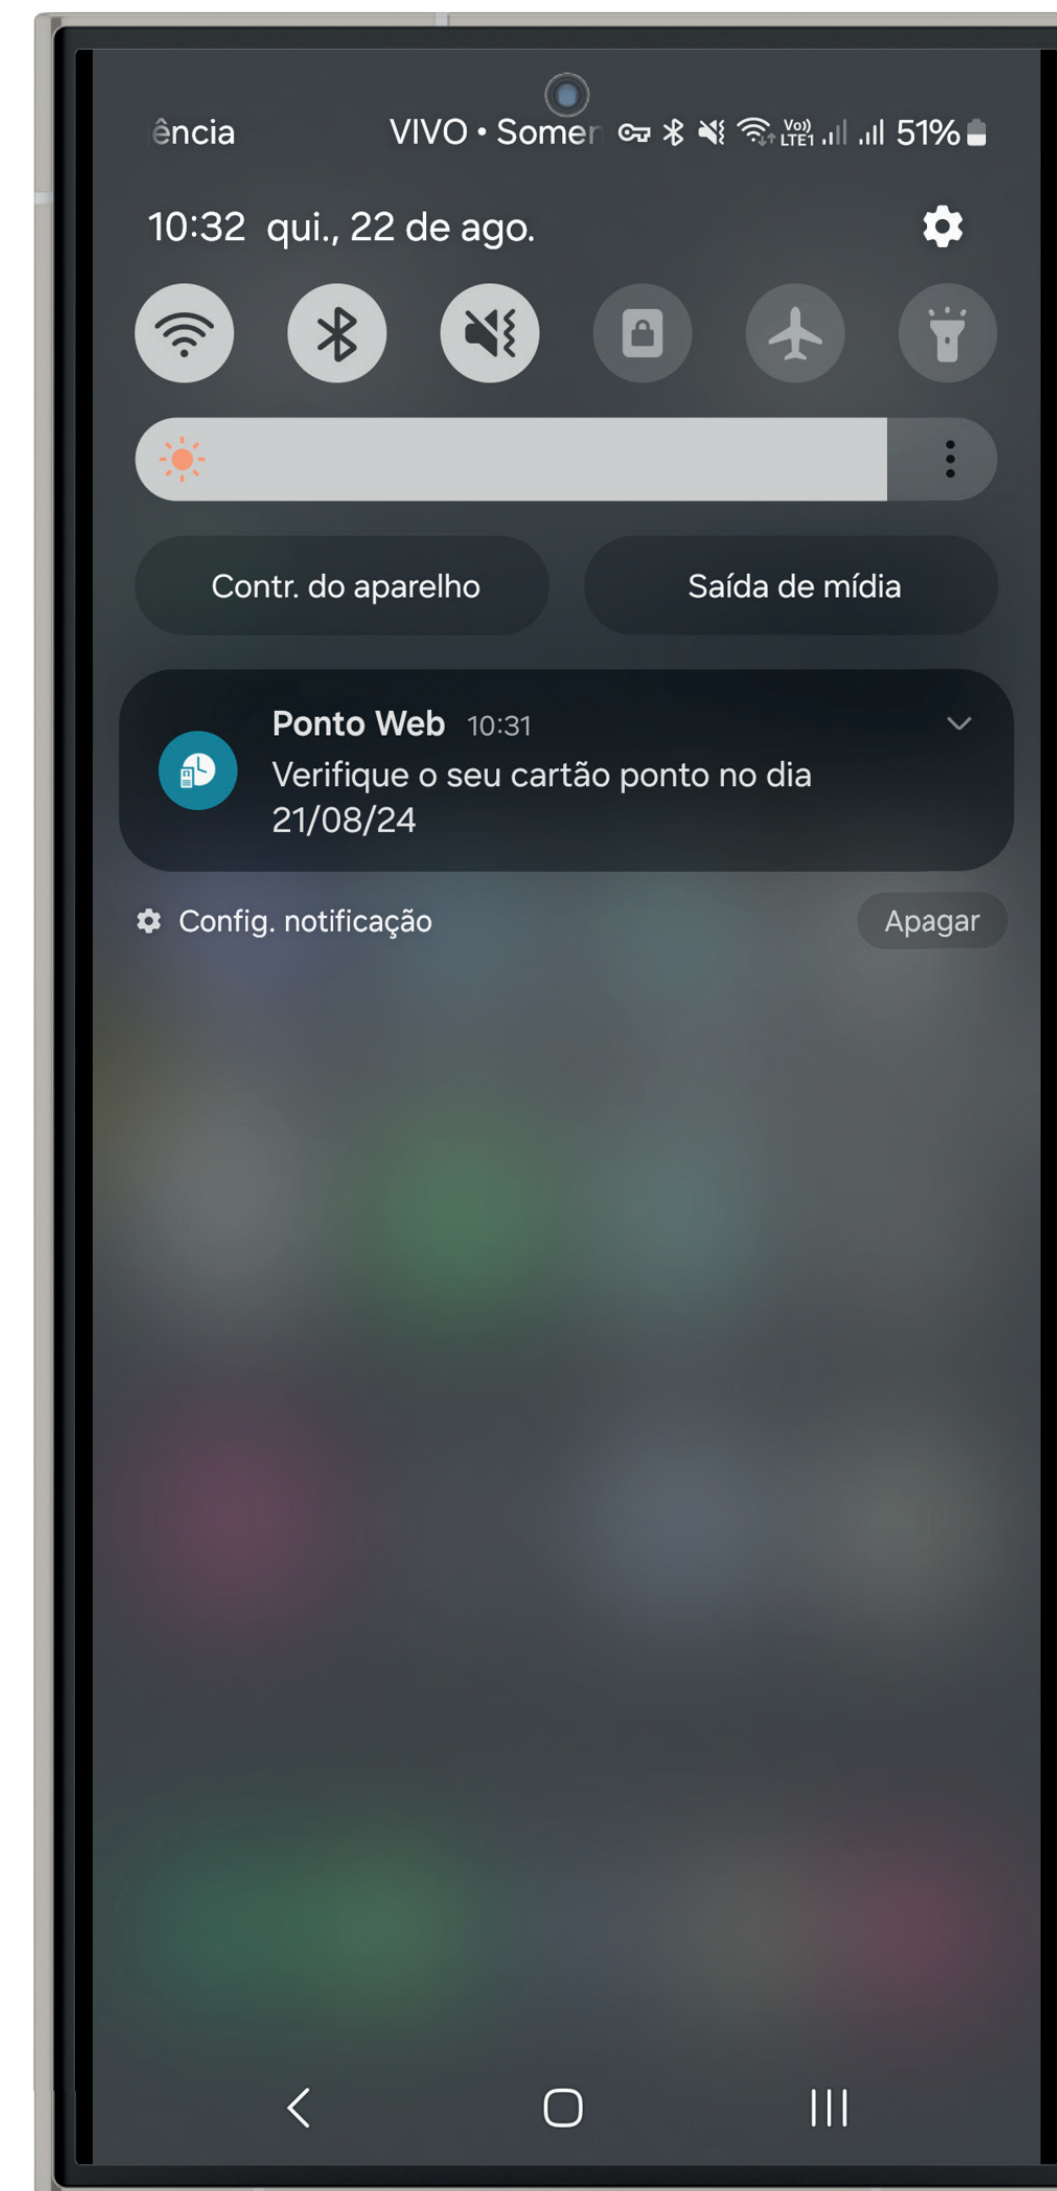 ência VIVO • Somen 51%
10:32 qui., 22 de ago.
Contr. do aparelho Saída de mídia
Ponto Web 10:31
Verifique o seu cartão ponto no dia
21/08/24
Config. notificação Apagar